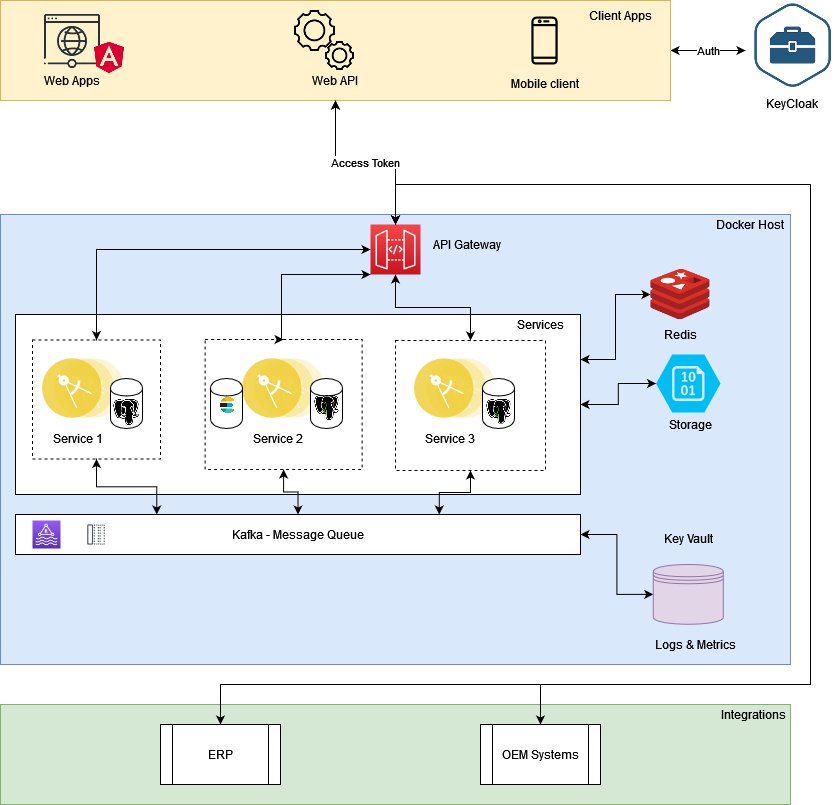 Client Apps
Web Apps
Web API
Mobile client
Auth
KeyCloak
Access Token
Docker Host
API Gateway
Services
Redis
10
01
Storage
Service 1
Service 2
Service 3
Kafka - Message Queue
Key Vault
Logs & Metrics
Integrations
ERP
OEM Systems